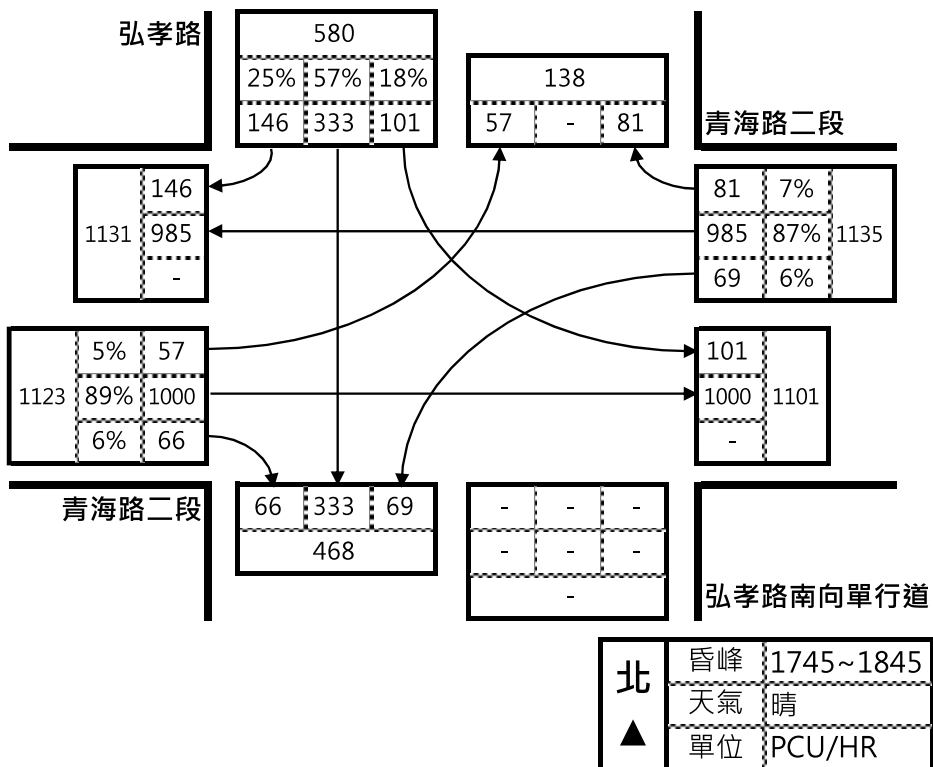 弘孝路
580
25% 57% 18%
146 333 101
138
57 - 81
青海路二段
1131
146
985
-
81 7%
985 87%
69 6%
1135
1123
5% 57
89% 1000
6% 66
101
1000
-
1101
青海路二段
66 333 69
468
- - -
- - -
-
弘孝路南向單行道
北
▲
昏峰 1745~1845
天氣 晴
單位 PCU/HR